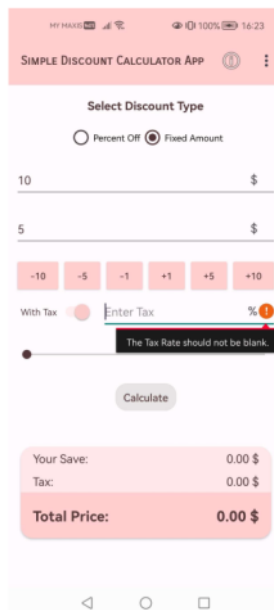 MY MAXIS 100% 16:23
SIMPLE DISCOUNT CALCULATOR APP
Select Discount Type
Percent Off Fixed Amount
10 $
5 $
-10 -5 -1 +1 +5 +10
With Tax Enter Tax % !
The Tax Rate should not be blank.
Calculate
Your Save: 0.00 $
Tax: 0.00 $
Total Price: 0.00 $